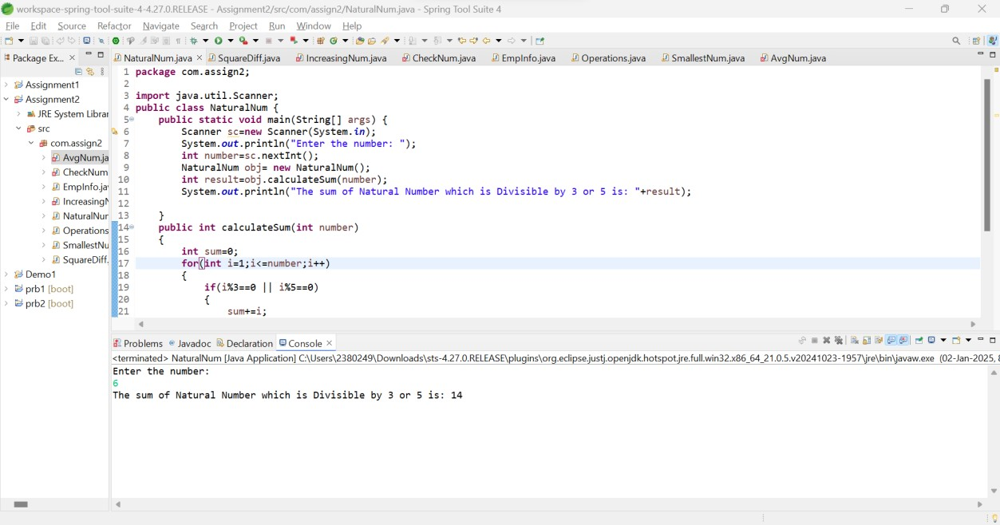 workspace-spring-tool-suite-4-4.27.0.RELEASE - Assignment2/src/com/assign2/NaturalNum.java - Spring Tool Suite 4
File Edit Source Refactor Navigate Search Project Run Window Help
Package Ex...
NaturalNum.java SquareDiff.java IncreasingNum.java CheckNum.java EmpInfo.java Operations.java SmallestNum.java AvgNum.java
Assignment1
Assignment2
JRE System Librar
src
com.assign2
AvgNum.ja
CheckNum
EmpInfo.jav
IncreasingN
NaturalNum
Operations
SmallestNu
SquareDiff.
Demo1
prb1 [boot]
prb2 [boot]
1 package com.assign2;
2
3 import java.util.Scanner;
4 public class NaturalNum {
5 public static void main(String[] args) {
6 Scanner sc=new Scanner(System.in);
7 System.out.println("Enter the number: ");
8 int number=sc.nextInt();
9 NaturalNum obj= new NaturalNum();
10 int result=obj.calculateSum(number);
11 System.out.println("The sum of Natural Number which is Divisible by 3 or 5 is: "+result);
12
13 }
14 public int calculateSum(int number)
15 {
16 int sum=0;
17 for(int i=1;i<=number;i++)
18 {
19 if(i%3==0 || i%5==0)
20 {
21 sum+=i;
Problems Javadoc Declaration Console
<terminated> NaturalNum [Java Application] C:\Users\2380249\Downloads\sts-4.27.0.RELEASE\plugins\org.eclipse.justj.openjdk.hotspot.jre.full.win32.x86_64_21.0.5.v20241023-1957\jre\bin\javaw.exe (02-Jan-2025, 8
Enter the number:
6
The sum of Natural Number which is Divisible by 3 or 5 is: 14